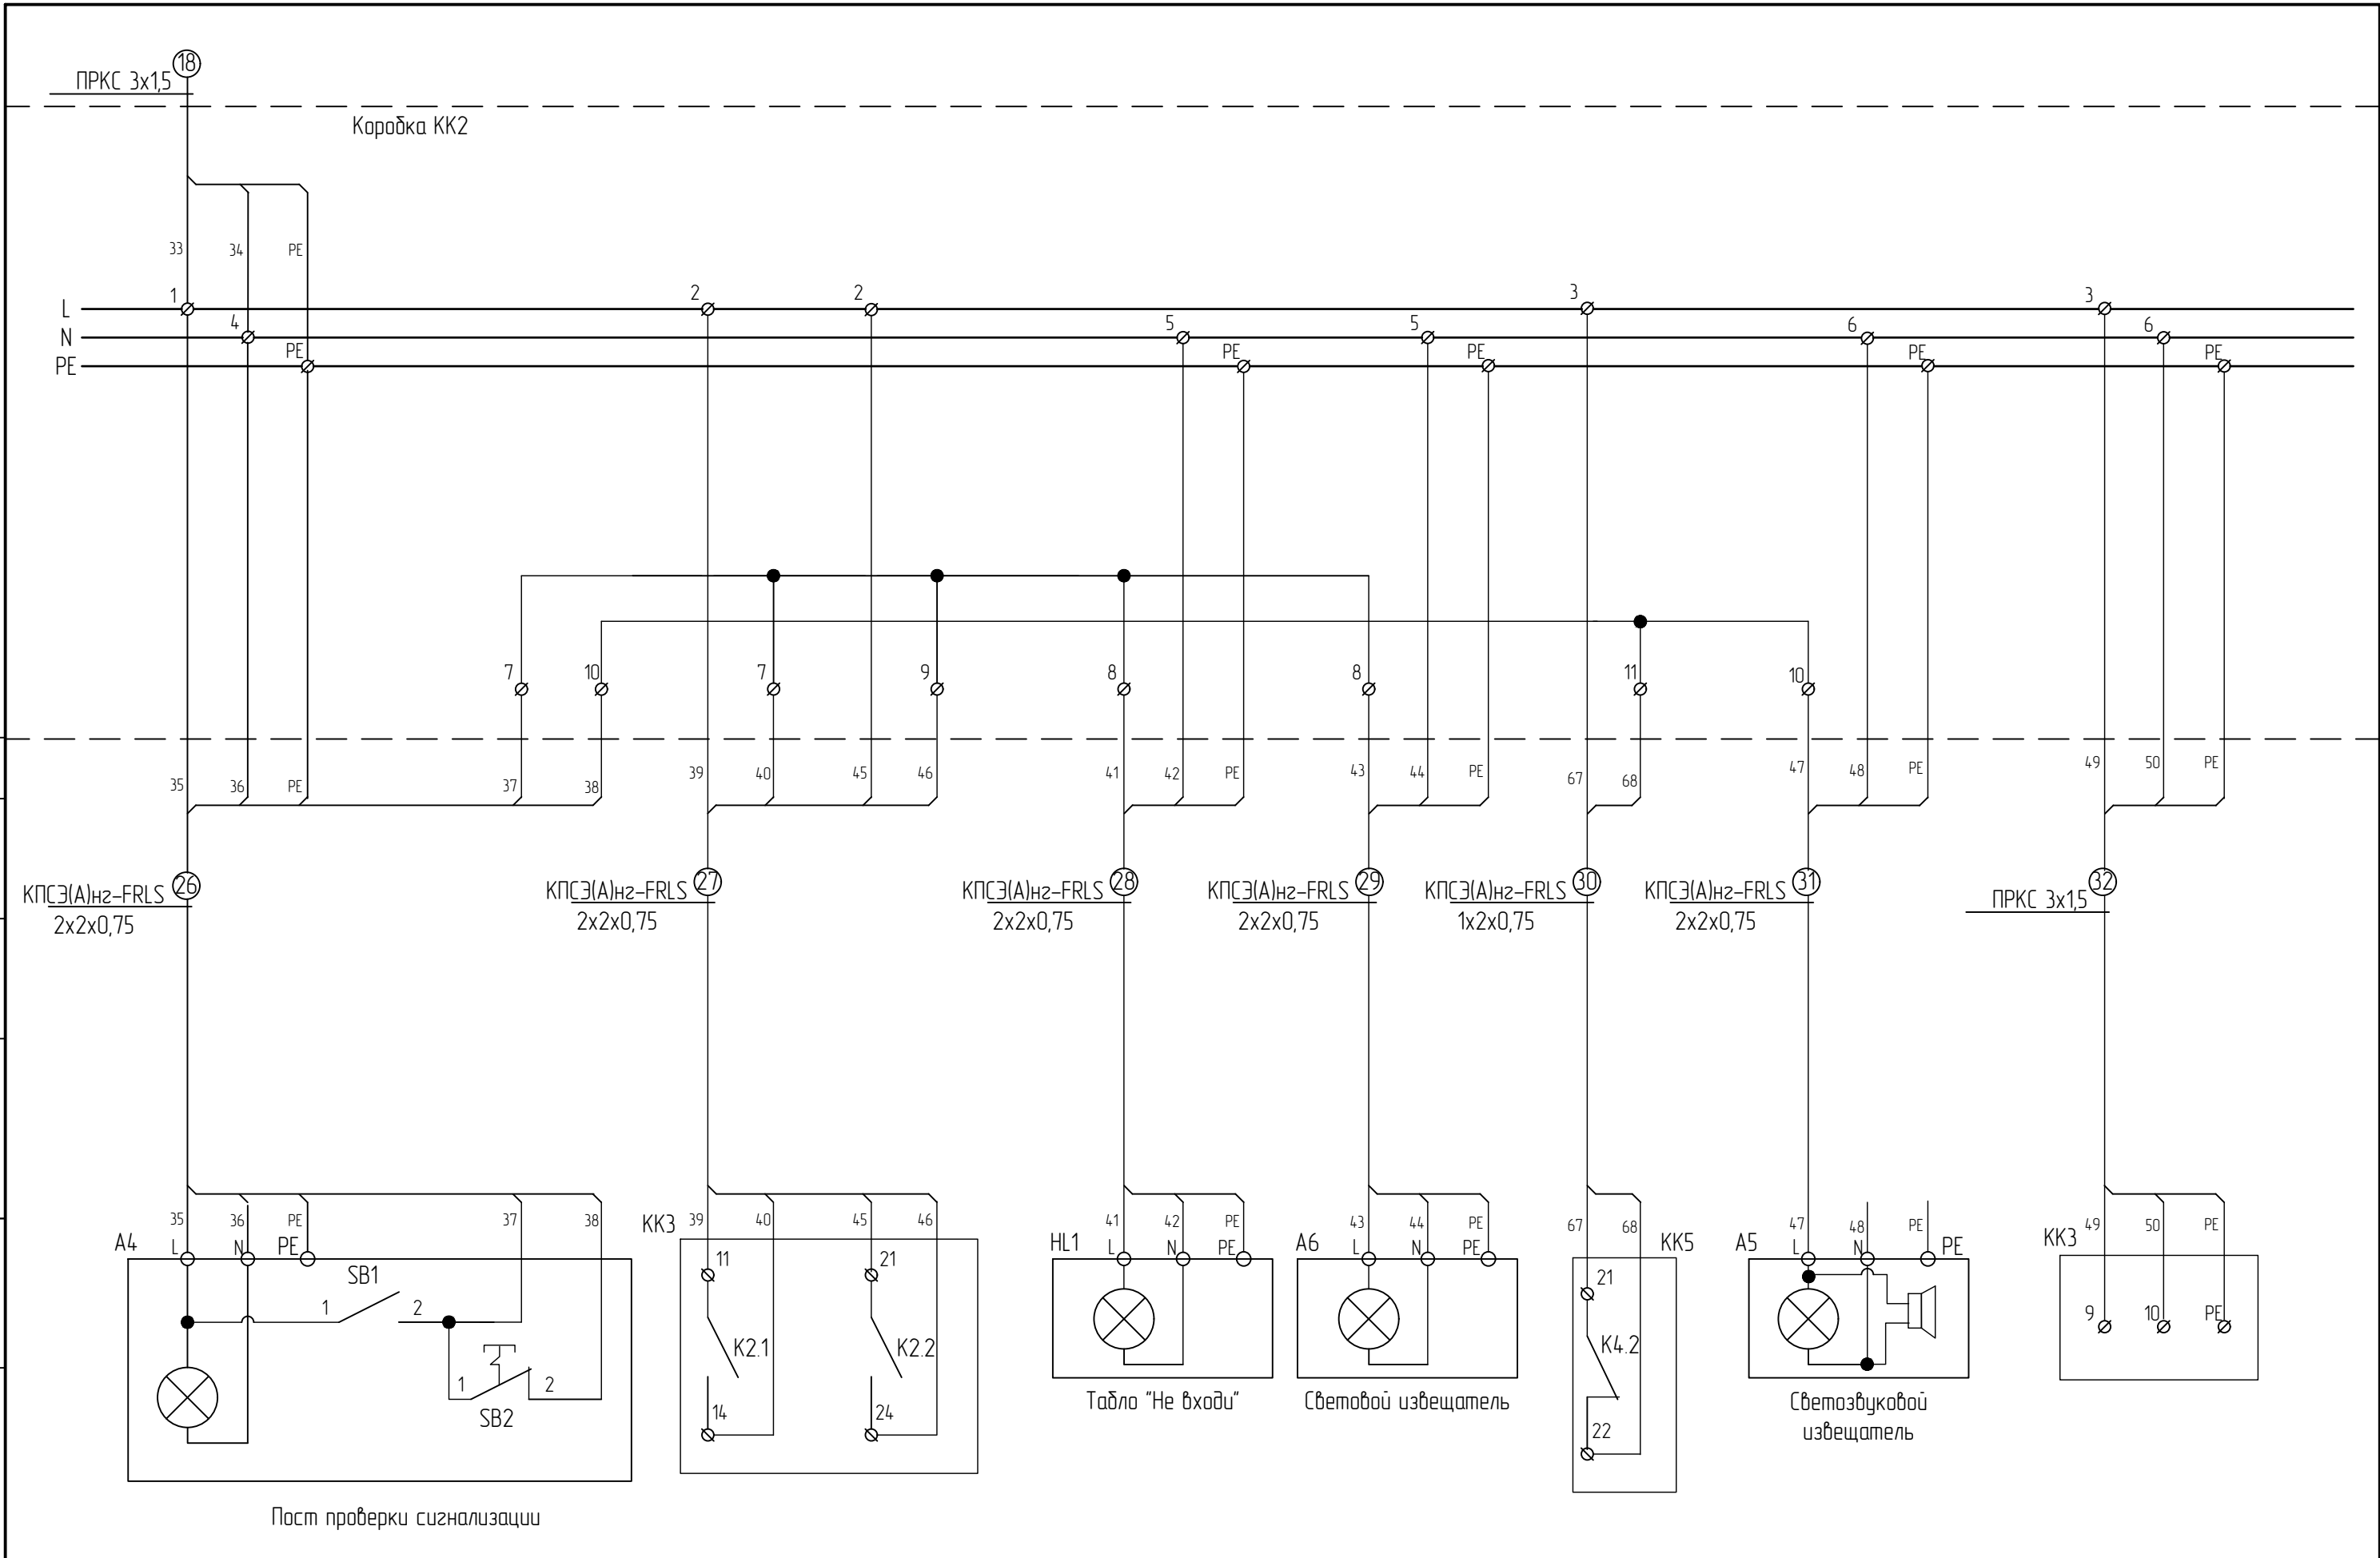 18
ПРКС 3х1,5
Коробка КК2
33 34 PE
1 2 2 3 3
L
4 5 5 6 6
N
PE PE PE PE PE
PE
7 10 7 9 8 8 11 10
35 36 PE 37 38 39 40 45 46 41 42 PE 43 44 PE 67 68 47 48 PE 49 50 PE
26 27 28 29 30 31 32
КПСЭ(А)нг-FRLS
2х2х0,75
КПСЭ(А)нг-FRLS
2х2х0,75
КПСЭ(А)нг-FRLS
2х2х0,75
КПСЭ(А)нг-FRLS
2х2х0,75
КПСЭ(А)нг-FRLS
1х2х0,75
КПСЭ(А)нг-FRLS
2х2х0,75
ПРКС 3х1,5
35 36 PE 37 38
A4 L N PE
SB1
1 2
1 2
SB2
Пост проверки сигнализации
КК3 39 40 45 46
11 21
K2.1 K2.2
14 24
41 42 PE
HL1 L N PE
Табло "Не входи"
43 44 PE
A6 L N PE
Световой извещатель
67 68
КК5
21
K4.2
22
47 48 PE
A5 L N PE
Светозвуковой
извещатель
49 50 PE
КК3
9 10 PE